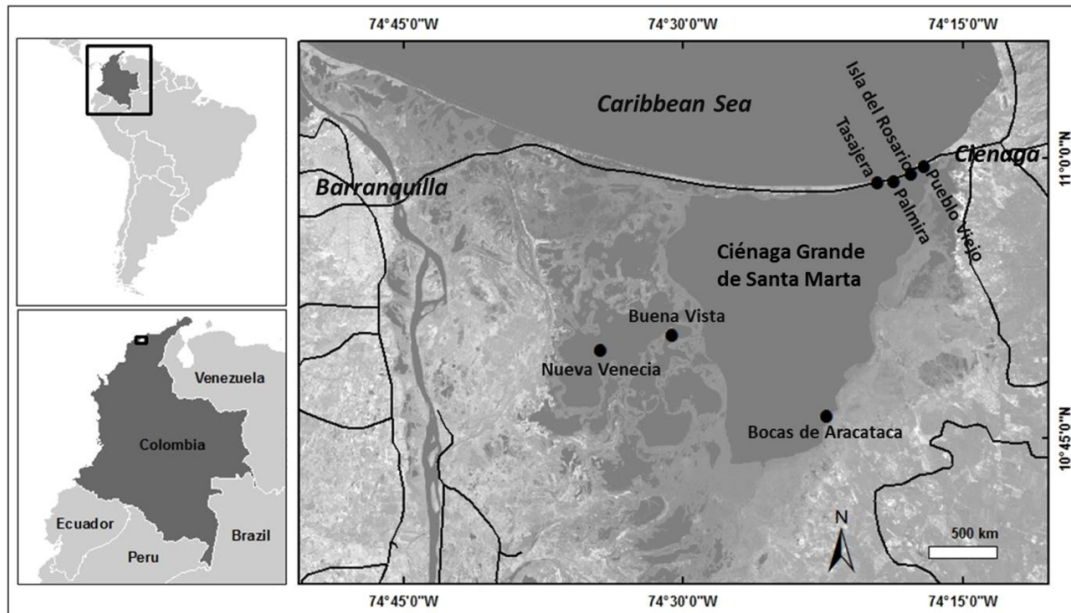 74°45'0"W
74°30'0"W
74°15'0"W
Caribbean Sea
Isla del Rosario
Tasajera
Ciénaga
11°0'0"N
Barranquilla
Palmira
Pueblo Viejo
Ciénaga Grande
de Santa Marta
Buena Vista
Nueva Venecia
Bocas de Aracataca
10°45'0"N
N
500 km
74°45'0"W
74°30'0"W
74°15'0"W
Venezuela
Colombia
Ecuador
Brazil
Peru